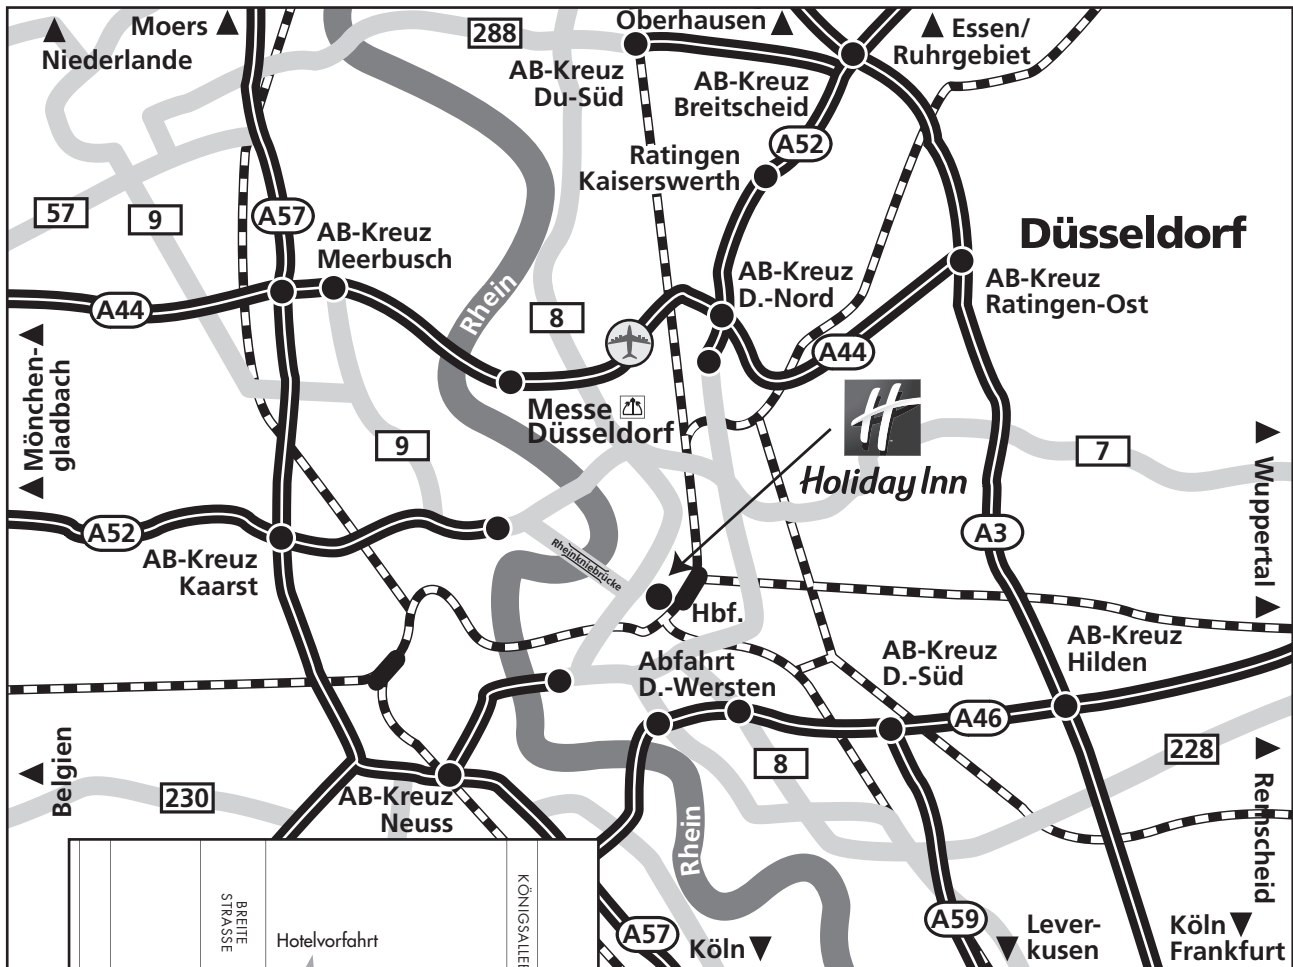 Moers
Niederlande
288
Oberhausen
Essen/
Ruhrgebiet
AB-Kreuz
Du-Süd
AB-Kreuz
Breitscheid
A52
Ratingen
Kaiserswerth
57
9
A57
AB-Kreuz
Meerbusch
Düsseldorf
AB-Kreuz
D.-Nord
AB-Kreuz
Ratingen-Ost
A44
Rhein
8
A44
Mönchen-
gladbach
Messe
Düsseldorf
9
7
Holiday Inn
Wuppertal
A52
A3
AB-Kreuz
Kaarst
Rheinkniebrücke
Hbf.
AB-Kreuz
Hilden
Abfahrt
D.-Wersten
AB-Kreuz
D.-Süd
A46
228
Belgien
8
Remscheid
230
AB-Kreuz
Neuss
Rhein
BREITE
STRASSE
KÖNIGSALLEE
Hotelvorfahrt
A57
Köln
A59
Lever-
kusen
Köln
Frankfurt